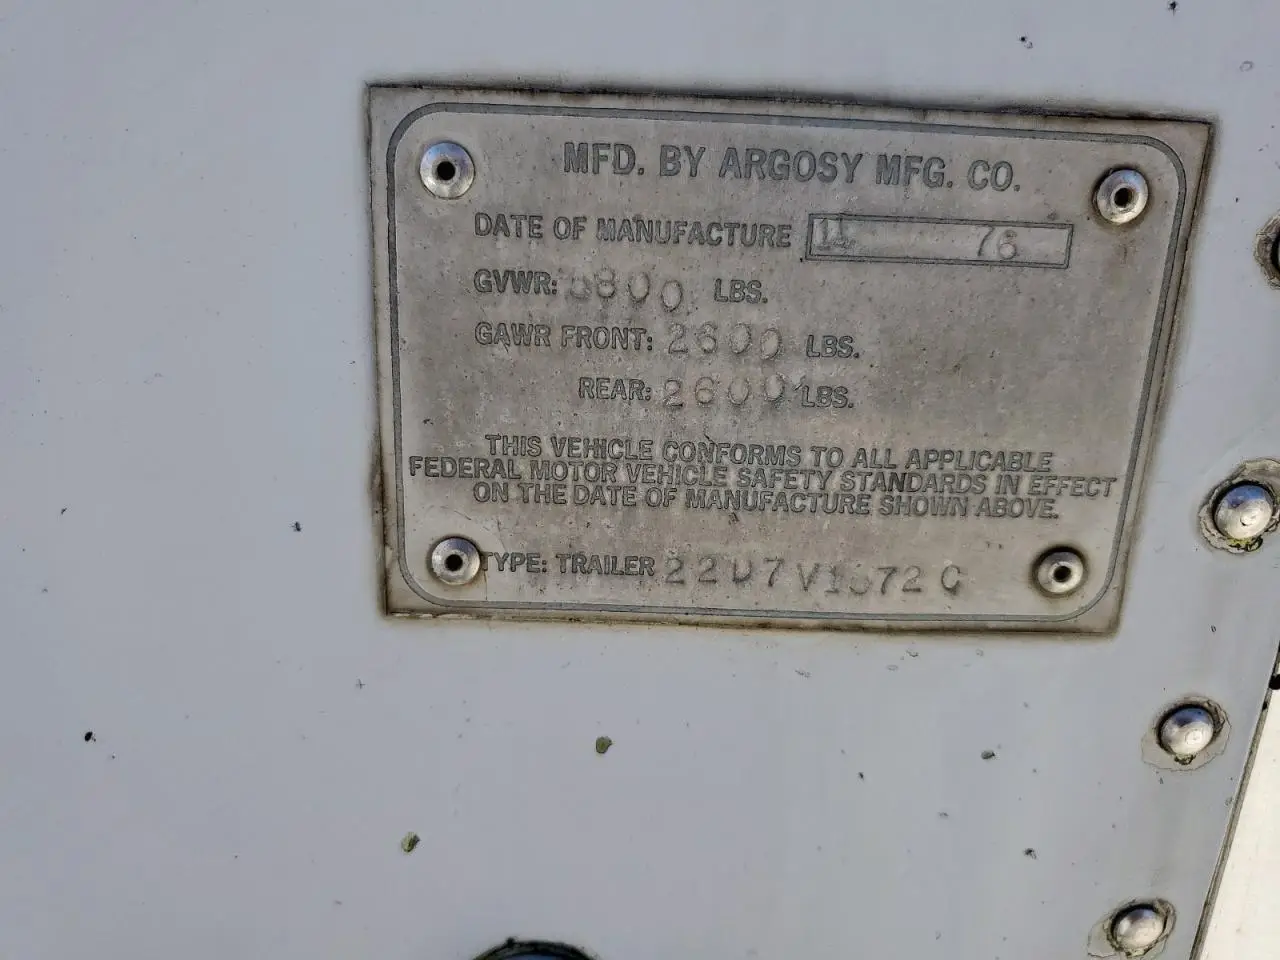 MFD. BY ARGOSY MFG. CO.
DATE OF MANUFACTURE 11 76
GVWR: LBS.
GAWR FRONT: 2600 LBS.
REAR: 2600 LBS.
THIS VEHICLE CONFORMS TO ALL APPLICABLE
FEDERAL MOTOR VEHICLE SAFETY STANDARDS IN EFFECT
ON THE DATE OF MANUFACTURE SHOWN ABOVE.
TYPE: TRAILER